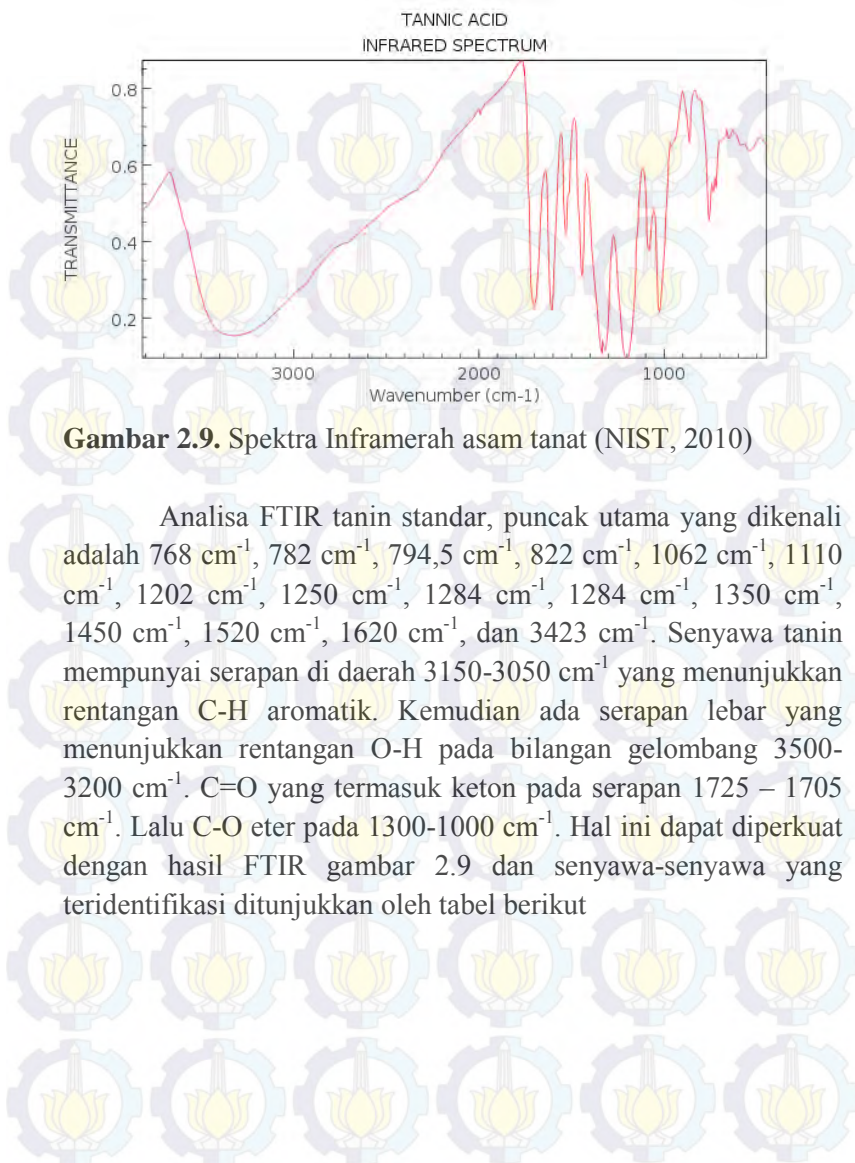 TANNIC ACID
INFRARED SPECTRUM
0.8
0.6
0.4
0.2
TRANSMITTANCE
3000 2000 1000
Wavenumber (cm-1)
Gambar 2.9. Spektra Inframerah asam tanat (NIST, 2010)
Analisa FTIR tanin standar, puncak utama yang dikenali
adalah 768 cm⁻¹, 782 cm⁻¹, 794,5 cm⁻¹, 822 cm⁻¹, 1062 cm⁻¹, 1110
cm⁻¹, 1202 cm⁻¹, 1250 cm⁻¹, 1284 cm⁻¹, 1284 cm⁻¹, 1350 cm⁻¹,
1450 cm⁻¹, 1520 cm⁻¹, 1620 cm⁻¹, dan 3423 cm⁻¹. Senyawa tanin
mempunyai serapan di daerah 3150-3050 cm⁻¹ yang menunjukkan
rentangan C-H aromatik. Kemudian ada serapan lebar yang
menunjukkan rentangan O-H pada bilangan gelombang 3500-
3200 cm⁻¹. C=O yang termasuk keton pada serapan 1725 – 1705
cm⁻¹. Lalu C-O eter pada 1300-1000 cm⁻¹. Hal ini dapat diperkuat
dengan hasil FTIR gambar 2.9 dan senyawa-senyawa yang
teridentifikasi ditunjukkan oleh tabel berikut